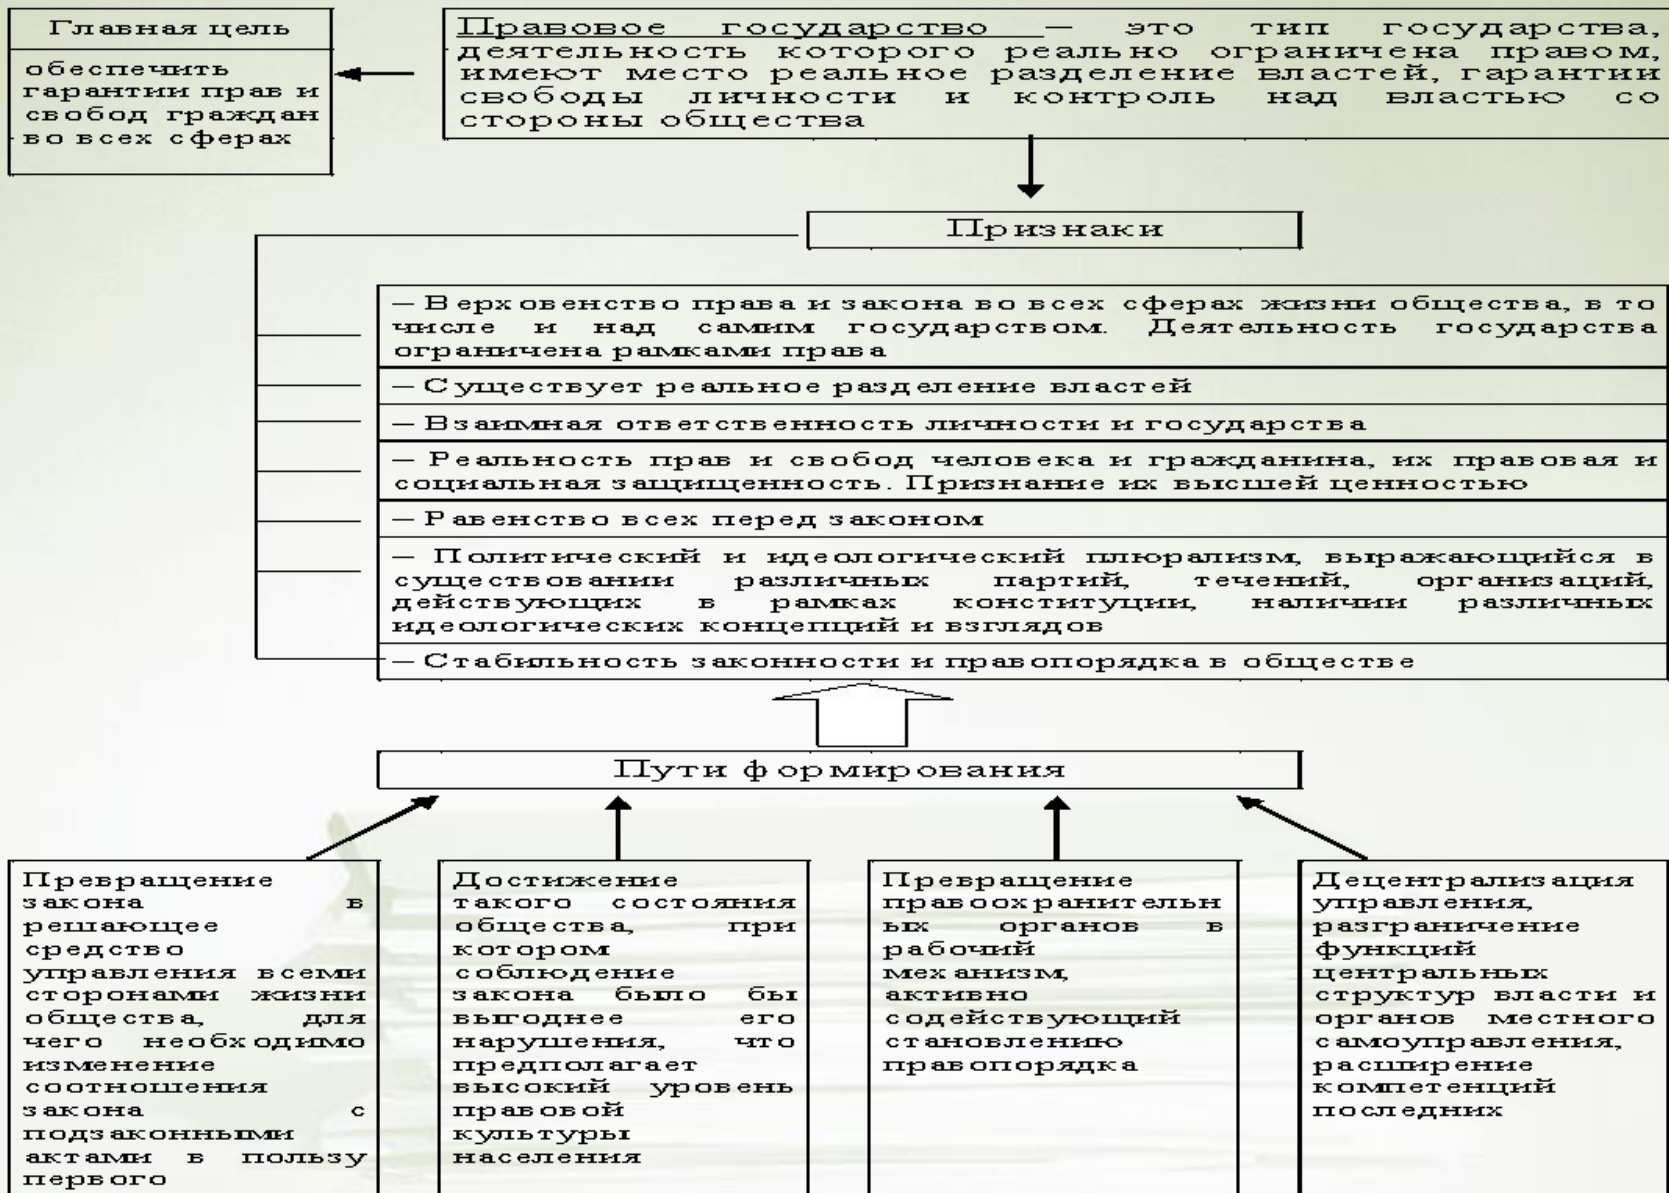 Главная цель
обеспечить
гарантии прав и
свобод граждан
во всех сферах
Правовое государство – это тип государства,
деятельность которого реально ограничена правом,
имеют место реальное разделение властей, гарантии
свободы личности и контроль над властью со
стороны общества
Признаки
– Верховенство права и закона во всех сферах жизни общества, в то
числе и над самим государством. Деятельность государства
ограничена рамками права
– Существует реальное разделение властей
– Взаимная ответственность личности и государства
– Реальность прав и свобод человека и гражданина, их правовая и
социальная защищенность. Признание их высшей ценностью
– Равенство всех перед законом
– Политический и идеологический плюрализм, выражающийся в
существовании различных партий, течений, организаций,
действующих в рамках конституции, наличии различных
идеологических концепций и взглядов
– Стабильность законности и правопорядка в обществе
Пути формирования
Превращение
закона в
решающее
средство
управления всеми
сторонами жизни
общества, для
чего необходимо
изменение
соотношения
закона с
подзаконными
актами в пользу
первого
Достижение
такого состояния
общества, при
котором
соблюдение
закона было бы
выгоднее его
нарушения, что
предполагает
высокий уровень
правовой
культуры
населения
Превращение
правоохранительн
ых органов в
рабочий
механизм,
активно
содействующий
становлению
правопорядка
Децентрализация
управления,
разграничение
функций
центральных
структур власти и
органов местного
самоуправления,
расширение
компетенций
последних